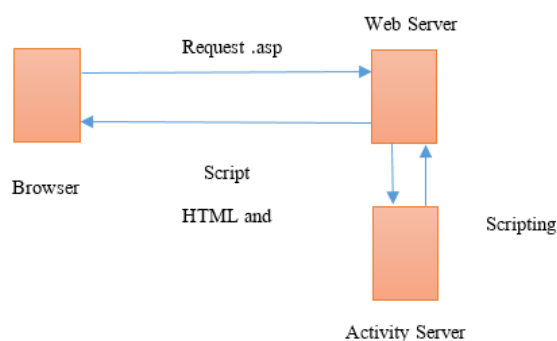 Web Server
Request .asp
Browser
Script
HTML and
Scripting
Activity Server